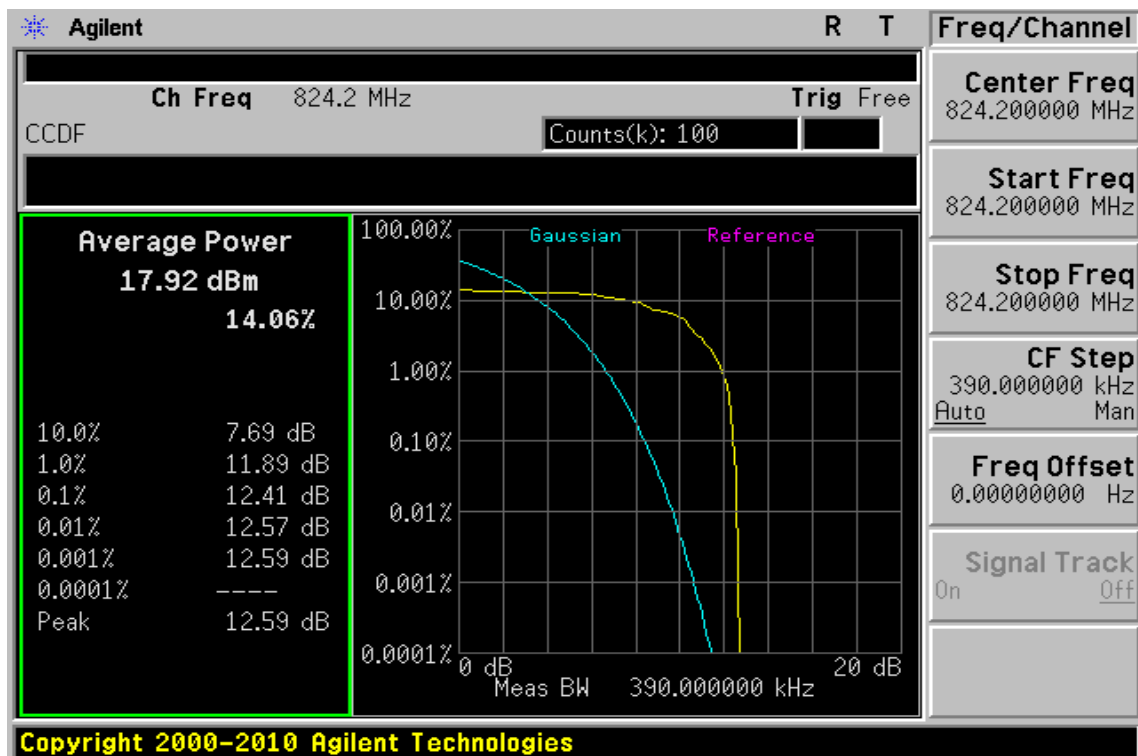 Agilent R T
Ch Freq 824.2 MHz Trig Free
CCDF Counts(k): 100
Average Power
17.92 dBm
14.06%
10.0% 7.69 dB
1.0% 11.89 dB
0.1% 12.41 dB
0.01% 12.57 dB
0.001% 12.59 dB
0.0001% ----
Peak 12.59 dB
Gaussian Reference
100.00%
10.00%
1.00%
0.10%
0.01%
0.001%
0.0001%
0 dB 20 dB
Meas BW 390.000000 kHz
Freq/Channel
Center Freq
824.200000 MHz
Start Freq
824.200000 MHz
Stop Freq
824.200000 MHz
CF Step
390.000000 kHz
Auto Man
Freq Offset
0.00000000 Hz
Signal Track
On Off
Copyright 2000-2010 Agilent Technologies